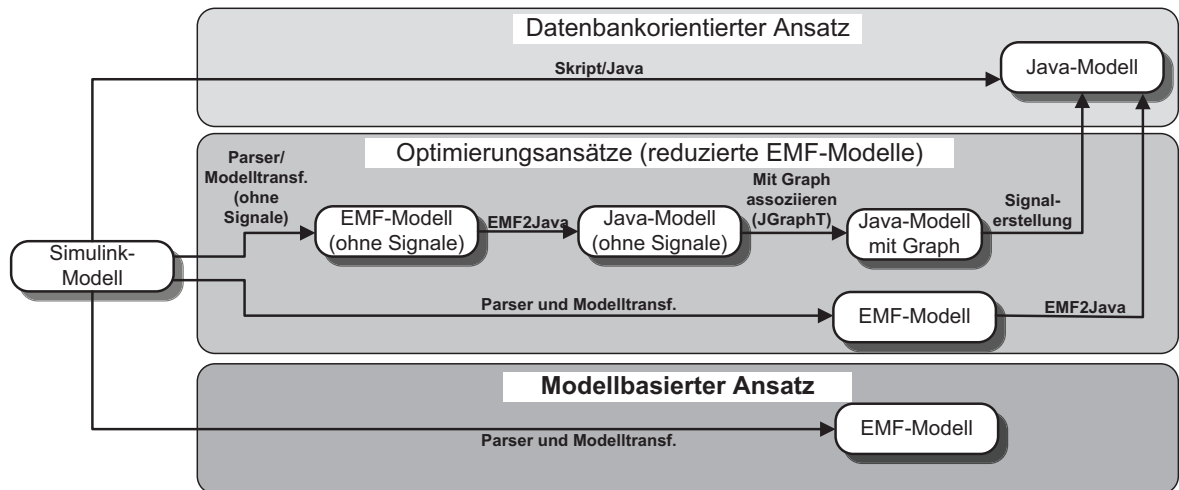 Datenbankorientierter Ansatz
Skript/Java
Java-Modell
Optimierungsansätze (reduzierte EMF-Modelle)
Parser/
Modelltransf.
(ohne
Signale)
EMF-Modell
(ohne Signale)
EMF2Java
Java-Modell
(ohne Signale)
Mit Graph
assoziieren
(JGraphT)
Java-Modell
mit Graph
Signal-
erstellung
Simulink-
Modell
Parser und Modelltransf.
EMF-Modell
EMF2Java
Modellbasierter Ansatz
Parser und Modelltransf.
EMF-Modell